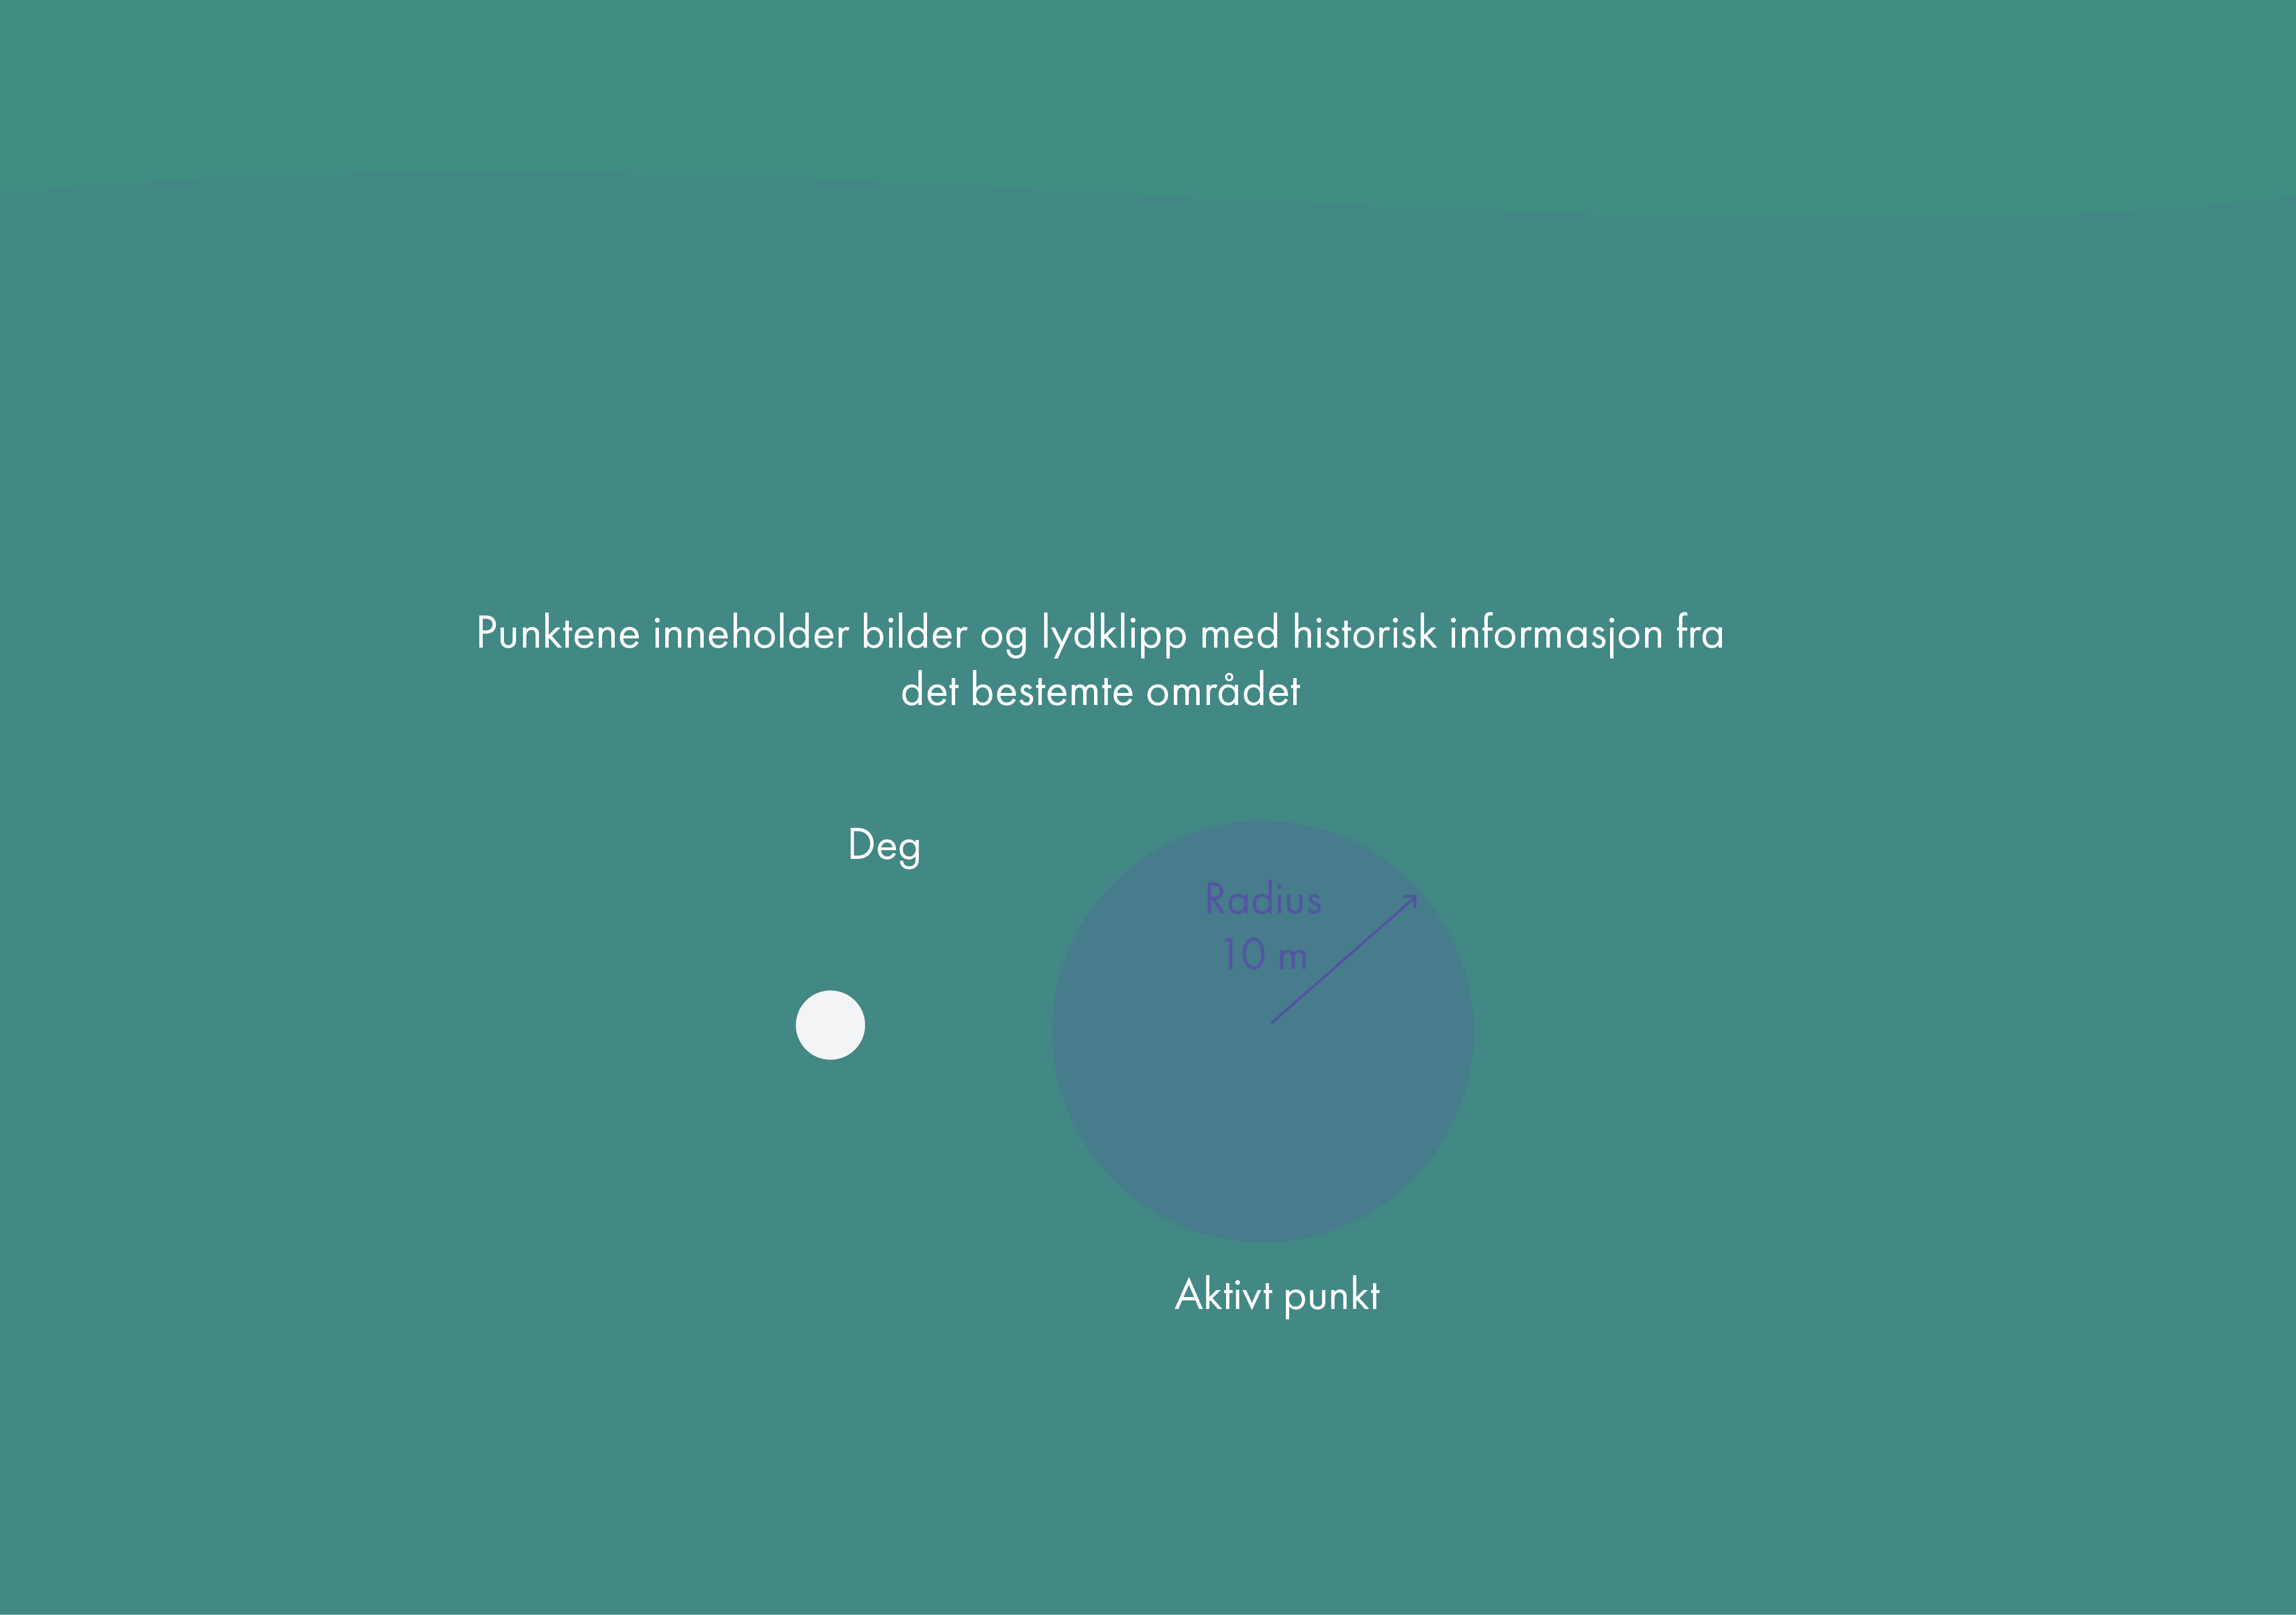 Punktene inneholder bilder og lydklipp med historisk informasjon fra
det bestemte området
Deg
Radius
10 m
Aktivt punkt